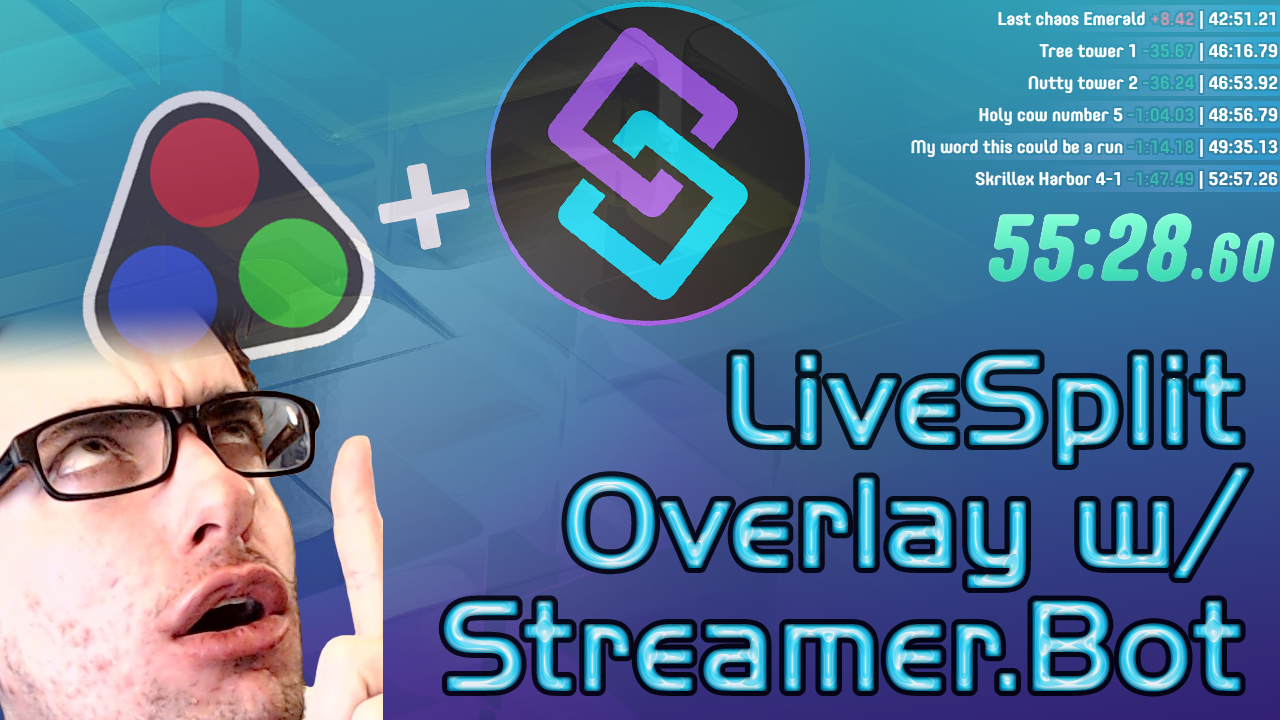 Last chaos Emerald +8.42 | 42:51.21
Tree tower 1 -35.67 | 46:16.79
Nutty tower 2 -36.24 | 46:53.92
Holy cow number 5 -1:04.03 | 48:56.79
My word this could be a run -1:14.18 | 49:35.13
Skrillex Harbor 4-1 -1:47.49 | 52:57.26
55:28.60
LiveSplit
Overlay w/
Streamer.Bot